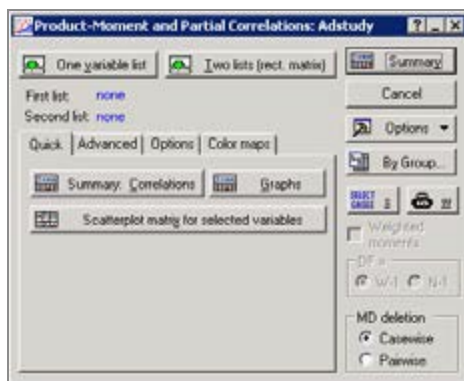 Product-Moment and Partial Correlations: Adstudy
One variable list
Two lists (rect. matrix)
Summary
First list: none
Second list: none
Cancel
Quick
Advanced
Options
Color maps
Options
By Group...
Summary: Correlations
Graphs
Scatterplot matrix for selected variables
SELECT CASES S
W
Weighted moments
DF =
W-1
N-1
MD deletion
Casewise
Pairwise